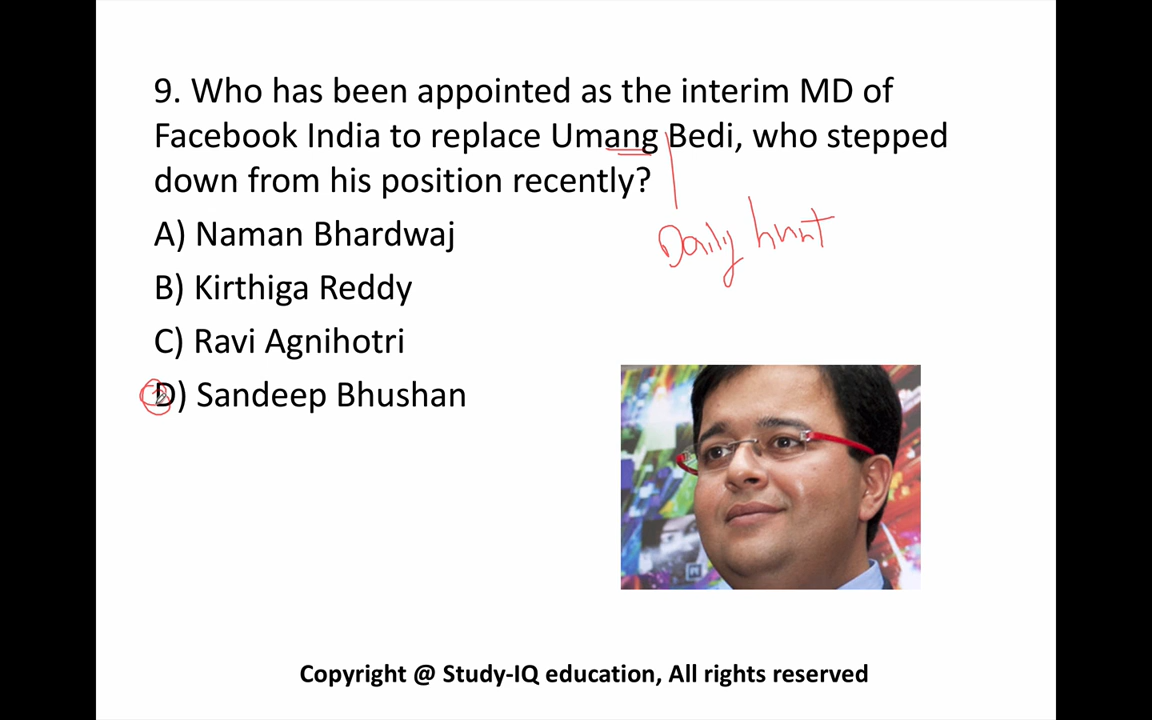 9. Who has been appointed as the interim MD of
Facebook India to replace Umang Bedi, who stepped
down from his position recently?
Daily hunt
A) Naman Bhardwaj
B) Kirthiga Reddy
C) Ravi Agnihotri
D) Sandeep Bhushan
Copyright @ Study-IQ education, All rights reserved